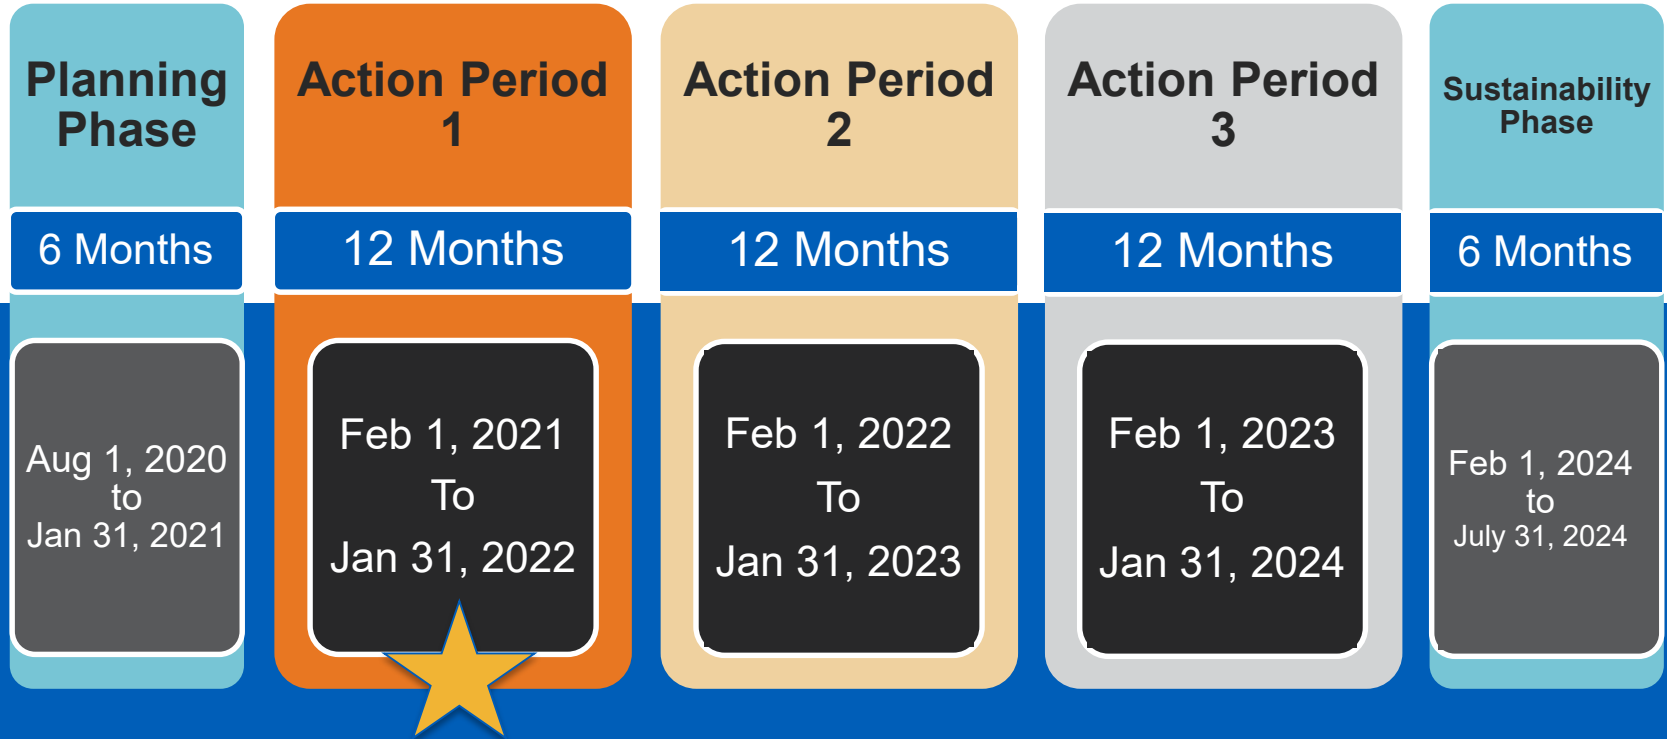 Planning
Phase
6 Months
Aug 1, 2020
to
Jan 31, 2021
Action Period
1
12 Months
Feb 1, 2021
To
Jan 31, 2022
Action Period
2
12 Months
Feb 1, 2022
To
Jan 31, 2023
Action Period
3
12 Months
Feb 1, 2023
To
Jan 31, 2024
Sustainability
Phase
6 Months
Feb 1, 2024
to
July 31, 2024